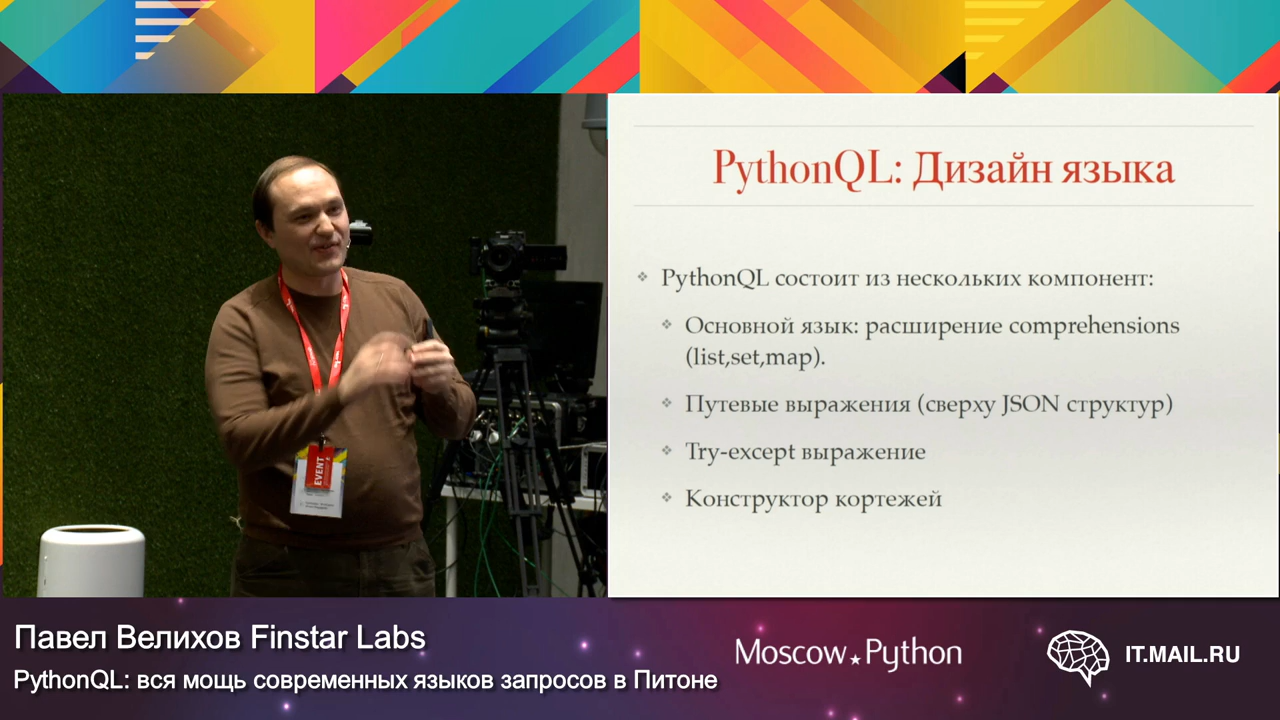 PythonQL: Дизайн языка
PythonQL состоит из нескольких компонент:
Основной язык: расширение comprehensions
(list,set,map).
Путевые выражения (сверху JSON структур)
Try-except выражение
Конструктор кортежей
EVENT
Павел Велихов Finstar Labs
PythonQL: вся мощь современных языков запросов в Питоне
Moscow Python
IT.MAIL.RU